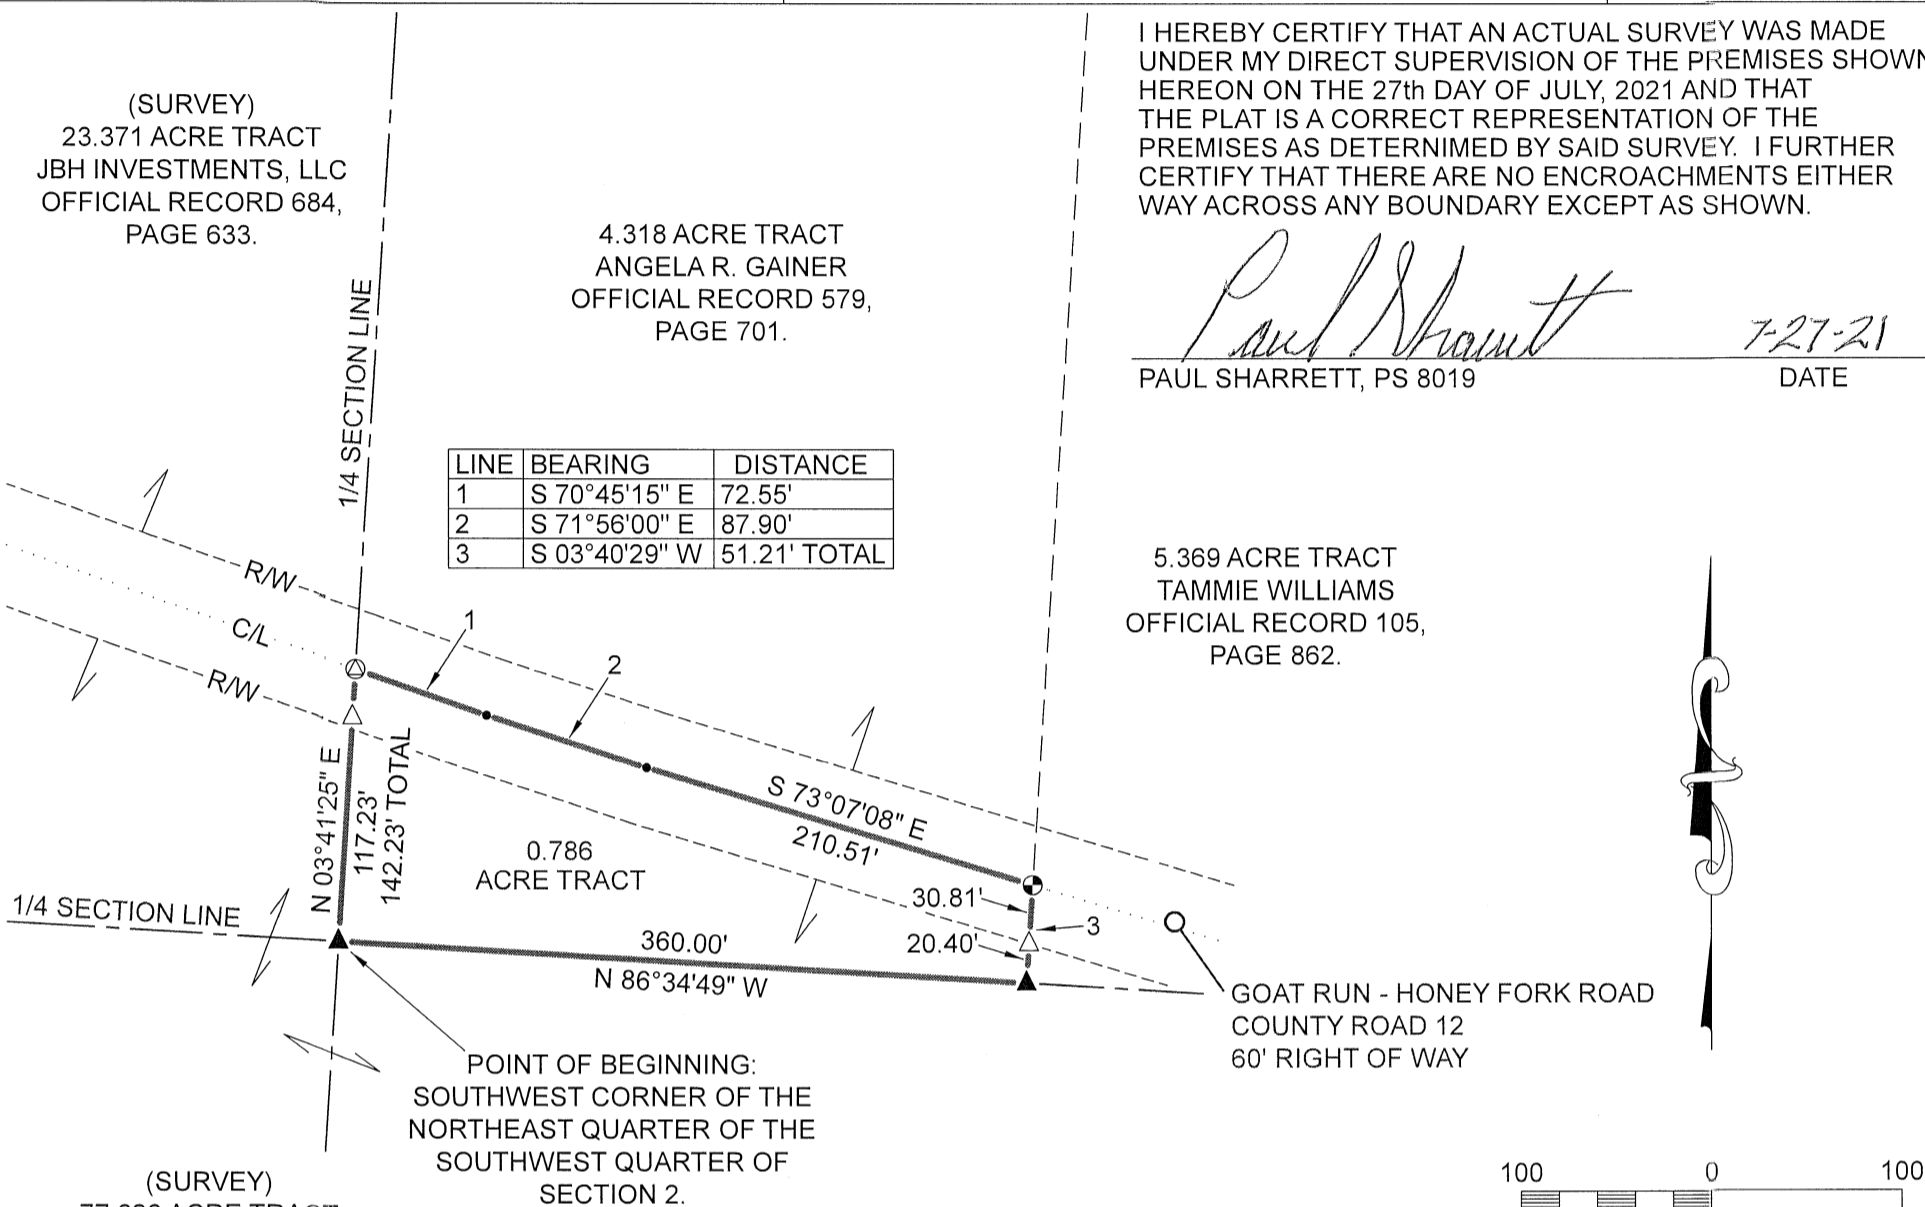 (SURVEY)
23.371 ACRE TRACT
JBH INVESTMENTS, LLC
OFFICIAL RECORD 684,
PAGE 633.
1/4 SECTION LINE
4.318 ACRE TRACT
ANGELA R. GAINER
OFFICIAL RECORD 579,
PAGE 701.
I HEREBY CERTIFY THAT AN ACTUAL SURVEY WAS MADE
UNDER MY DIRECT SUPERVISION OF THE PREMISES SHOWN
HEREON ON THE 27th DAY OF JULY, 2021 AND THAT
THE PLAT IS A CORRECT REPRESENTATION OF THE
PREMISES AS DETERNIMED BY SAID SURVEY. I FURTHER
CERTIFY THAT THERE ARE NO ENCROACHMENTS EITHER
WAY ACROSS ANY BOUNDARY EXCEPT AS SHOWN.
Paul Sharrett 7-27-21
PAUL SHARRETT, PS 8019 DATE
LINE BEARING DISTANCE
1 S 70°45'15" E 72.55'
2 S 71°56'00" E 87.90'
3 S 03°40'29" W 51.21' TOTAL
5.369 ACRE TRACT
TAMMIE WILLIAMS
OFFICIAL RECORD 105,
PAGE 862.
R/W
C/L
R/W
1
2
N 03°41'25" E
117.23'
142.23' TOTAL
S 73°07'08" E
210.51'
0.786
ACRE TRACT
30.81'
3
20.40'
1/4 SECTION LINE
360.00'
N 86°34'49" W
GOAT RUN - HONEY FORK ROAD
COUNTY ROAD 12
60' RIGHT OF WAY
POINT OF BEGINNING:
SOUTHWEST CORNER OF THE
NORTHEAST QUARTER OF THE
SOUTHWEST QUARTER OF
SECTION 2.
(SURVEY)
ACRE TRACT
100 0 100